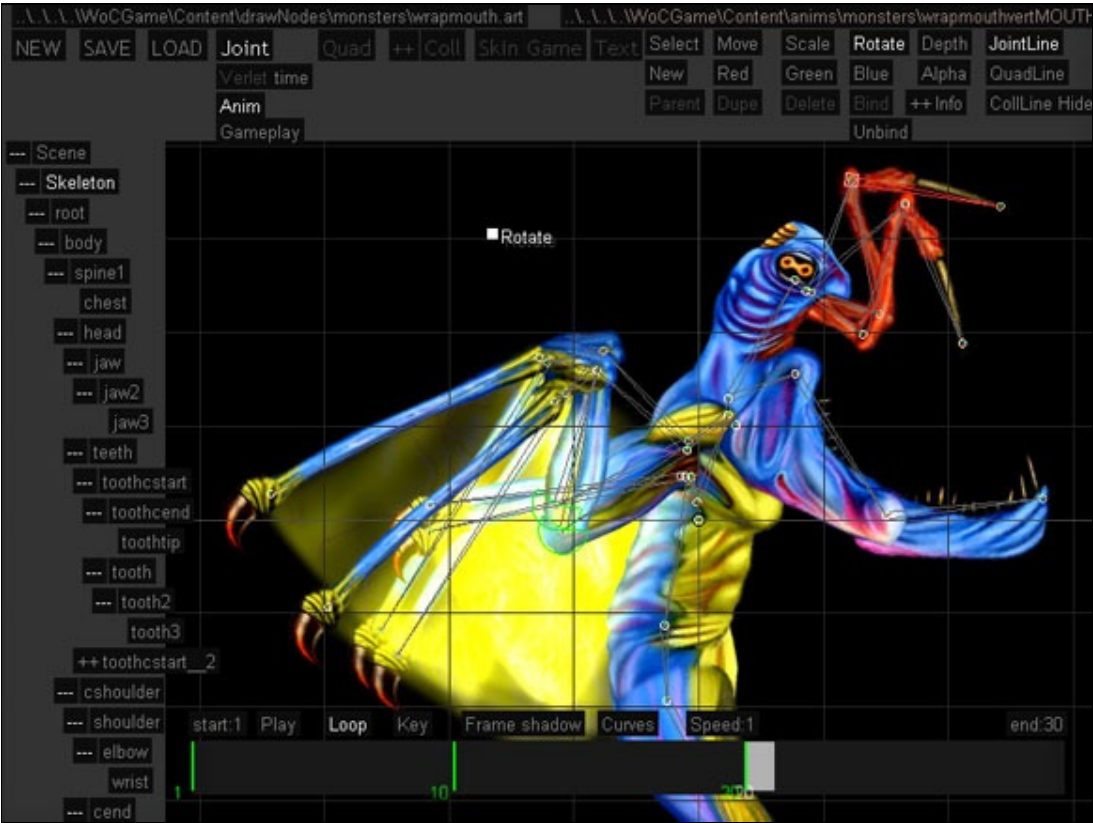 ..\..\..\..\WoCGame\Content\drawNodes\monsters\wrapmouth.art ..\..\..\..\WoCGame\Content\anims\monsters\wrapmouthvertMOUTH
NEW SAVE LOAD Joint Quad ++ Coll Skin Game Text Select Move Scale Rotate Depth JointLine
Verlet time New Red Green Blue Alpha QuadLine
Anim Parent Dupe Delete Bind ++ Info CollLine Hide
Gameplay Unbind
--- Scene
--- Skeleton
--- root
Rotate
--- body
--- spine1
chest
--- head
--- jaw
--- jaw2
jaw3
--- teeth
--- toothcstart
--- toothcend
toothtip
--- tooth
--- tooth2
tooth3
++ toothcstart__2
--- cshoulder
--- shoulder start:1 Play Loop Key Frame shadow Curves Speed:1 end:30
--- elbow
wrist
1 10
--- cend